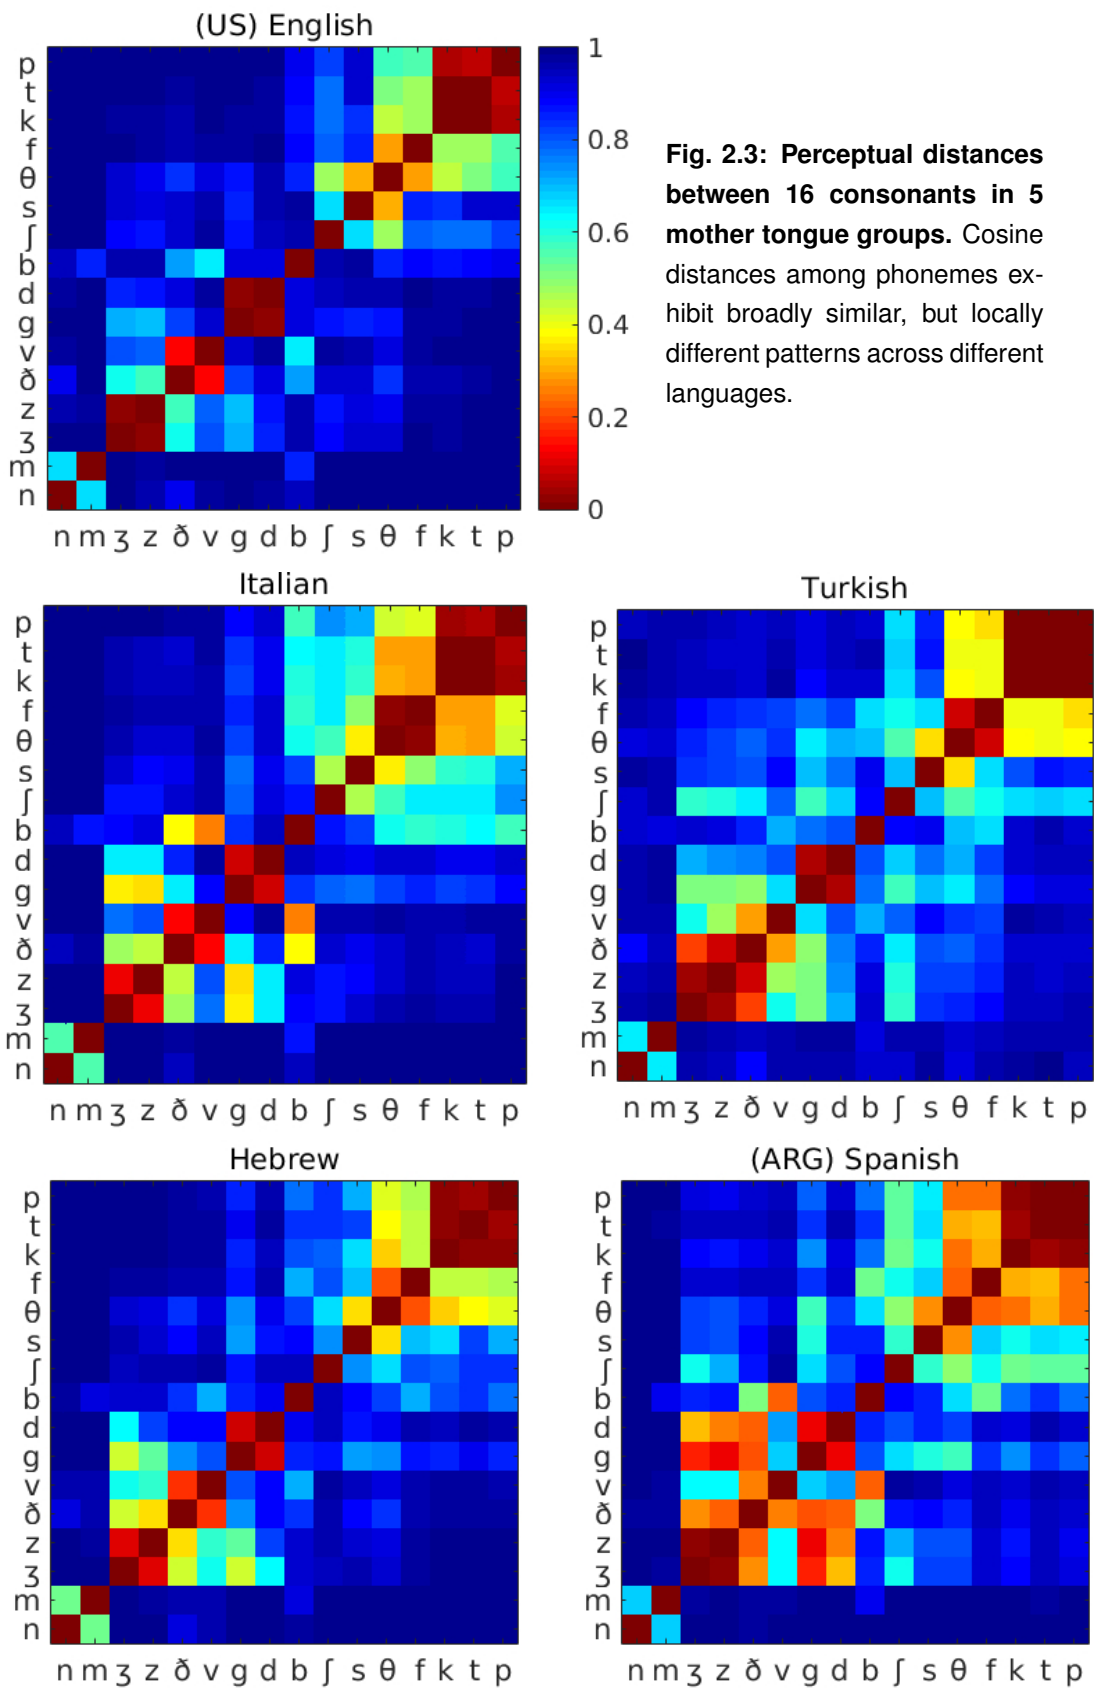 (US) English
p
t
k
f
θ
s
ʃ
b
d
g
v
ð
z
ʒ
m
n
n m ʒ z ð v g d b ʃ s θ f k t p
1
0.8
0.6
0.4
0.2
0
Fig. 2.3: Perceptual distances
between 16 consonants in 5
mother tongue groups. Cosine
distances among phonemes ex-
hibit broadly similar, but locally
different patterns across different
languages.
Italian
p
t
k
f
θ
s
ʃ
b
d
g
v
ð
z
ʒ
m
n
n m ʒ z ð v g d b ʃ s θ f k t p
Turkish
p
t
k
f
θ
s
ʃ
b
d
g
v
ð
z
ʒ
m
n
n m ʒ z ð v g d b ʃ s θ f k t p
Hebrew
p
t
k
f
θ
s
ʃ
b
d
g
v
ð
z
ʒ
m
n
n m ʒ z ð v g d b ʃ s θ f k t p
(ARG) Spanish
p
t
k
f
θ
s
ʃ
b
d
g
v
ð
z
ʒ
m
n
n m ʒ z ð v g d b ʃ s θ f k t p